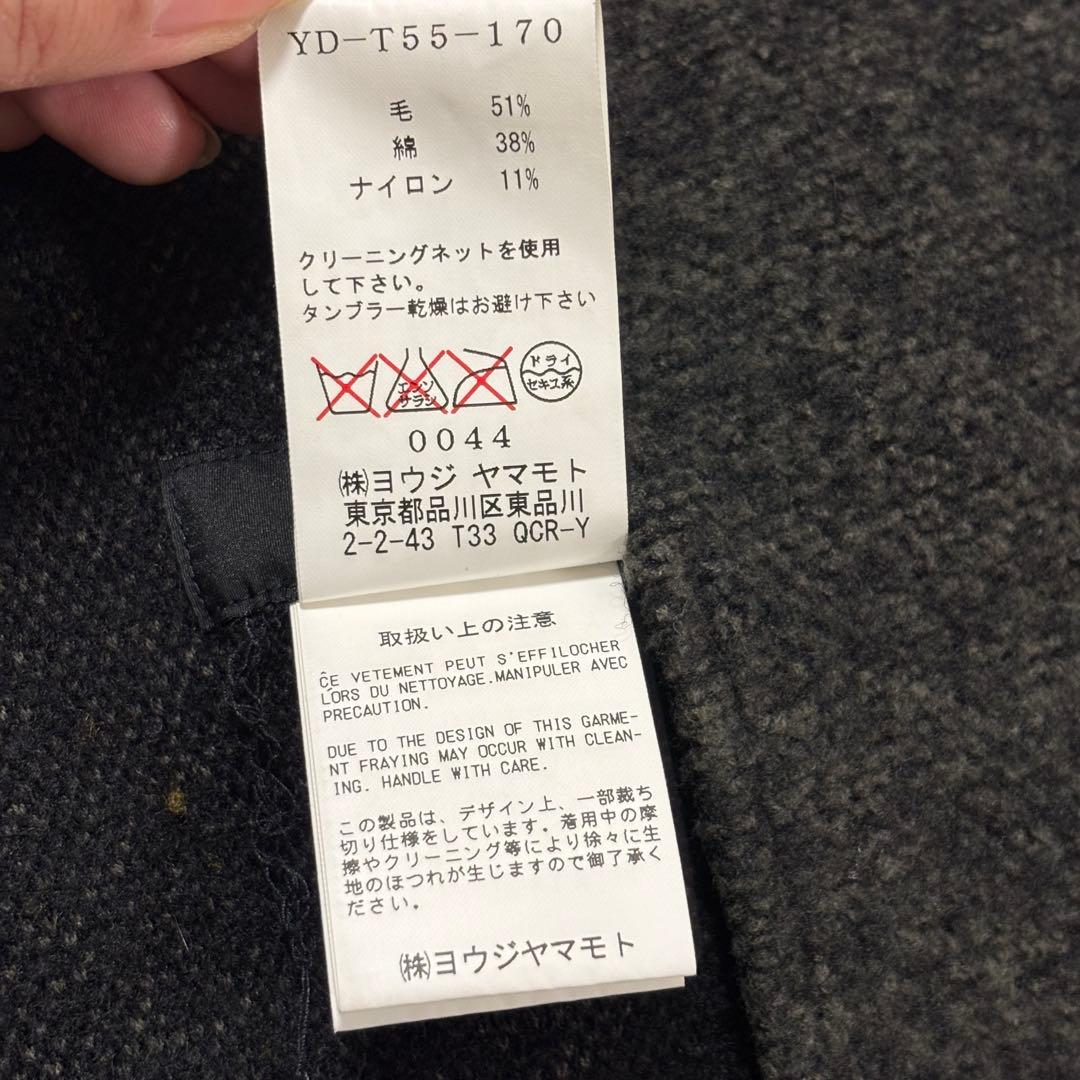 YD-T55-170
毛 51%
綿 38%
ナイロン 11%
クリーニングネットを使用
して下さい。
タンブラー乾燥はお避け下さい
エンソ
サラシ
ドライ
セキユ系
0044
㈱ヨウジ ヤマモト
東京都品川区東品川
2-2-43 T33 QCR-Y
取扱い上の注意
CE VETEMENT PEUT S'EFFILOCHER
LORS DU NETTOYAGE.MANIPULER AVEC
PRECAUTION.
DUE TO THE DESIGN OF THIS GARME-
NT FRAYING MAY OCCUR WITH CLEAN-
ING. HANDLE WITH CARE.
この製品は、デザイン上、一部裁ち
切り仕様をしています。着用中の摩
擦やクリーニング等により徐々に生
地のほつれが生じますので御了承く
ださい。
㈱ヨウジヤマモト